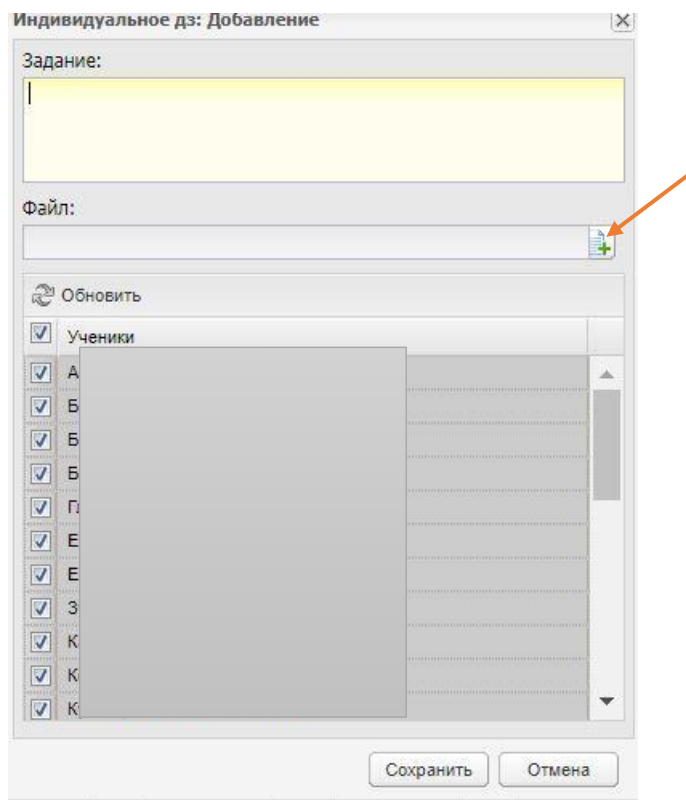 Индивидуальное дз: Добавление
Задание:
Файл:
Обновить
Ученики
А
Б
Б
Б
Е
Е
З
К
К
К
Сохранить
Отмена